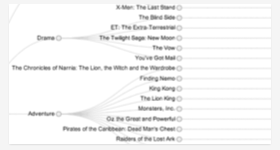 X-Men: The Last Stand
The Blind Side
ET: The Extra-Terrestrial
Drama
The Twilight Saga: New Moon
The Vow
You've Got Mail
The Chronicles of Narnia: The Lion, the Witch and the Wardrobe
Finding Nemo
King Kong
The Lion King
Monsters, Inc.
Adventure
Oz the Great and Powerful
Pirates of the Caribbean: Dead Man's Chest
Raiders of the Lost Ark